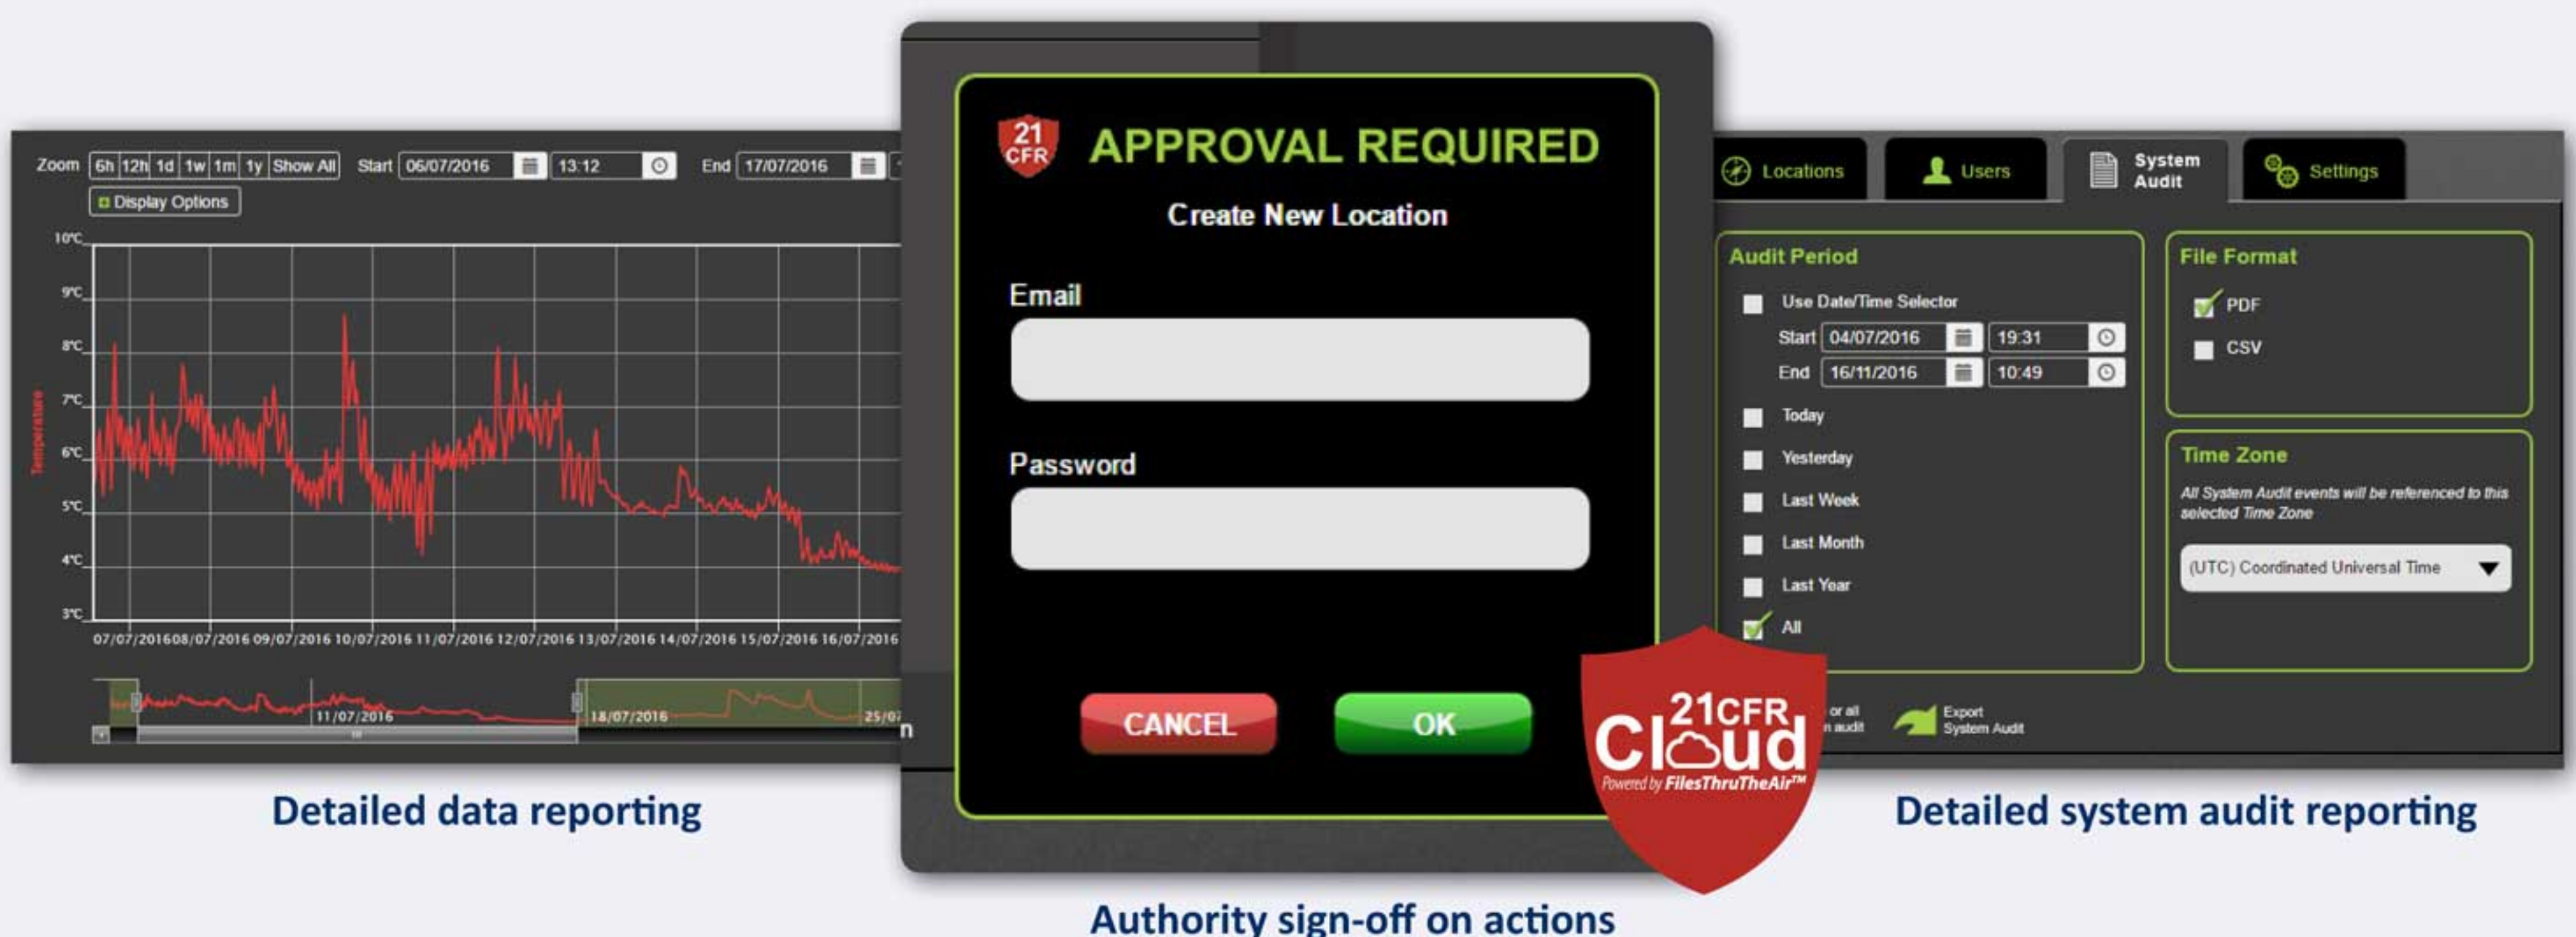 Zoom 6h 12h 1d 1w 1m 1y Show All Start 06/07/2016 13:12 End 17/07/2016
Display Options
10°C
9°C
8°C
7°C
6°C
5°C
4°C
3°C
Temperature
07/07/2016 08/07/2016 09/07/2016 10/07/2016 11/07/2016 12/07/2016 13/07/2016 14/07/2016 15/07/2016 16/07/2016
11/07/2016 18/07/2016 25/07
Detailed data reporting
21
CFR
APPROVAL REQUIRED
Create New Location
Email
Password
CANCEL OK
n
Authority sign-off on actions
21CFR
Cloud
Powered by FilesThruTheAir™
Locations Users System Audit Settings
Audit Period
Use Date/Time Selector
Start 04/07/2016 19:31
End 16/11/2016 10:49
Today
Yesterday
Last Week
Last Month
Last Year
All
File Format
PDF
CSV
Time Zone
All System Audit events will be referenced to this
selected Time Zone
(UTC) Coordinated Universal Time
or all
audit
Export
System Audit
Detailed system audit reporting